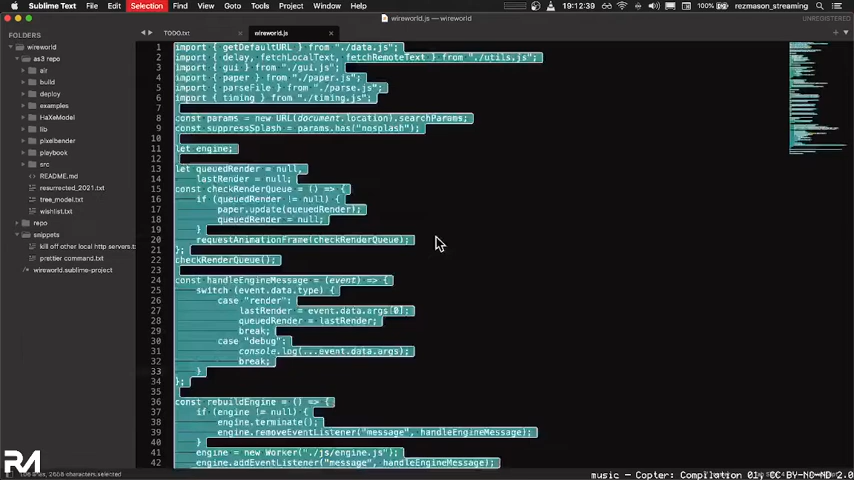 Sublime Text File Edit Selection Find View Goto Tools Project Window Help 100% 19:12:39 rezmason_streaming
wireworld.js — wireworld UNREGISTERED
FOLDERS TODO.txt wireworld.js
wireworld
as3 repo
air
build
deploy
examples
HaXeModel
lib
pixelbender
playbook
src
README.md
resurrected_2021.txt
tree_model.txt
wishlist.txt
repo
snippets
kill off other local http servers.t
prettier command.txt
wireworld.sublime-project
1 import { getDefaultURL } from "./data.js";
2 import { delay, fetchLocalText, fetchRemoteText } from "./utils.js";
3 import { gui } from "./gui.js";
4 import { paper } from "./paper.js";
5 import { parseFile } from "./parse.js";
6 import { timing } from "./timing.js";
7
8 const params = new URL(document.location).searchParams;
9 const suppressSplash = params.has("nosplash");
10
11 let engine;
12
13 let queuedRender = null,
14 lastRender = null;
15 const checkRenderQueue = () => {
16 if (queuedRender != null) {
17 paper.update(queuedRender);
18 queuedRender = null;
19 }
20 requestAnimationFrame(checkRenderQueue);
21 };
22 checkRenderQueue();
23
24 const handleEngineMessage = (event) => {
25 switch (event.data.type) {
26 case "render":
27 lastRender = event.data.args[0];
28 queuedRender = lastRender;
29 break;
30 case "debug":
31 console.log(...event.data.args);
32 break;
33 }
34 };
35
36 const rebuildEngine = () => {
37 if (engine != null) {
38 engine.terminate();
39 engine.removeEventListener("message", handleEngineMessage);
40 }
41 engine = new Worker("./js/engine.js");
42 engine.addEventListener("message", handleEngineMessage);
RM
characters selected
music - Copter: Compilation 01, CC BY-NC-ND 2.0